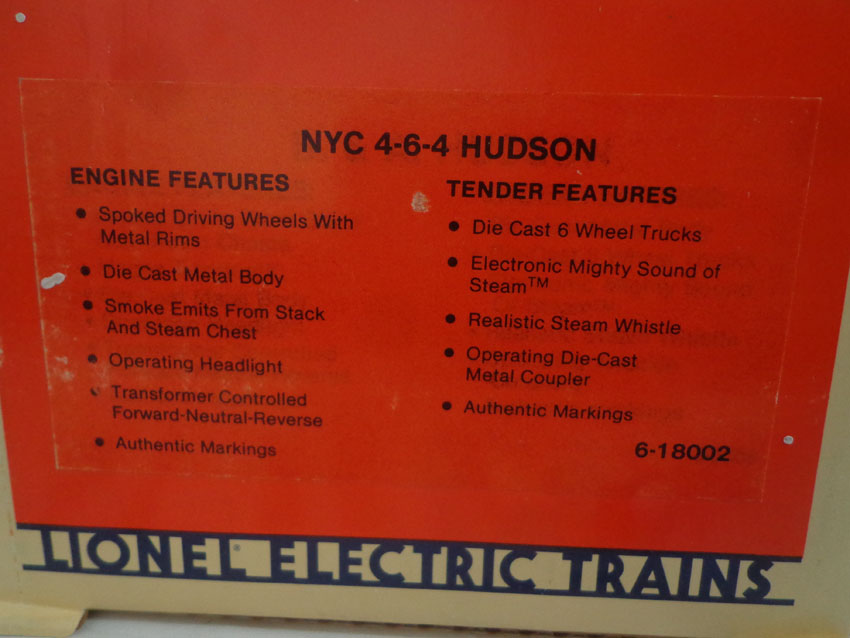 NYC 4-6-4 HUDSON
ENGINE FEATURES
• Spoked Driving Wheels With
Metal Rims
• Die Cast Metal Body
• Smoke Emits From Stack
And Steam Chest
• Operating Headlight
• Transformer Controlled
Forward-Neutral-Reverse
• Authentic Markings
TENDER FEATURES
• Die Cast 6 Wheel Trucks
• Electronic Mighty Sound of
Steam™
• Realistic Steam Whistle
• Operating Die-Cast
Metal Coupler
• Authentic Markings
6-18002
LIONEL® ELECTRIC TRAINS